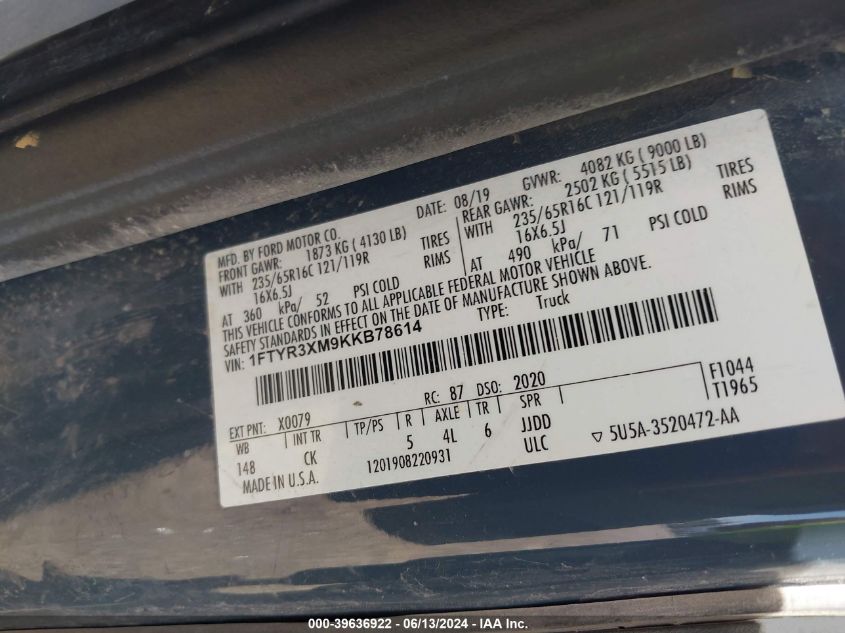 MFD. BY FORD MOTOR CO.
DATE: 08/19
GVWR: 4082 KG ( 9000 LB)
FRONT GAWR: 1873 KG ( 4130 LB)
REAR GAWR: 2502 KG ( 5515 LB)
WITH 235/65R16C 121/119R TIRES
WITH 235/65R16C 121/119R TIRES
16X6.5J RIMS
16X6.5J RIMS
AT 360 kPa/ 52 PSI COLD
AT 490 kPa/ 71 PSI COLD
THIS VEHICLE CONFORMS TO ALL APPLICABLE FEDERAL MOTOR VEHICLE
SAFETY STANDARDS IN EFFECT ON THE DATE OF MANUFACTURE SHOWN ABOVE.
VIN: 1FTYR3XM9KKB78614
TYPE: Truck
EXT PNT: X0079 RC: 87 DSO: 2020
F1044
T1965
WB INT TR TP/PS R AXLE TR SPR
148 CK 5 4L 6 JJDD
ULC
MADE IN U.S.A.
1201908220931
5U5A-3520472-AA
000-39636922 - 06/13/2024 - IAA Inc.